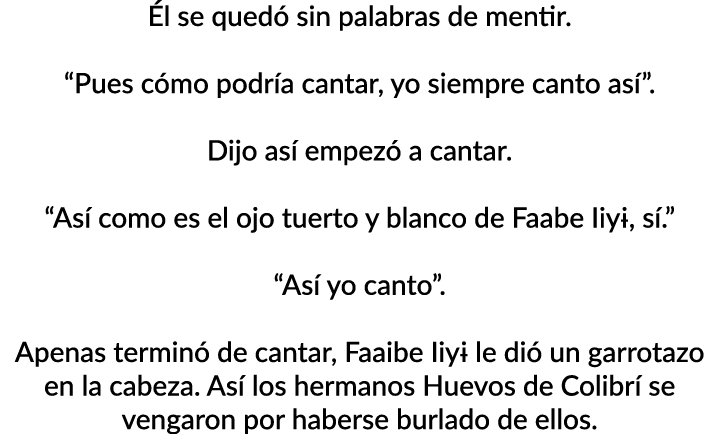 Él se quedó sin palabras de mentir.
“Pues cómo podría cantar, yo siempre canto así”.
Dijo así empezó a cantar.
“Así como es el ojo tuerto y blanco de Faabe Iiyɨ, sí.”
“Así yo canto”.
Apenas terminó de cantar, Faaibe Iiyɨ le dió un garrotazo
en la cabeza. Así los hermanos Huevos de Colibrí se
vengaron por haberse burlado de ellos.